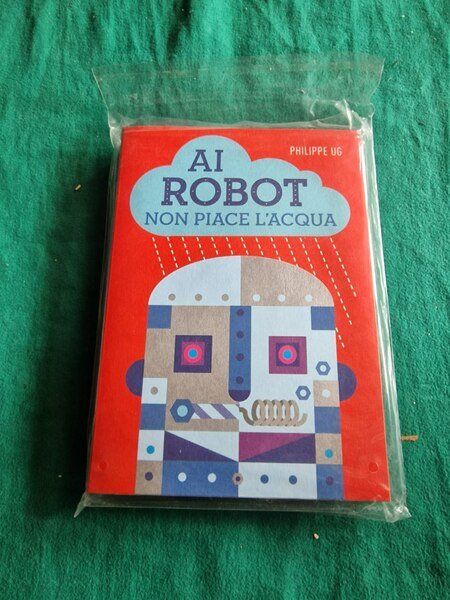 PHILIPPE UG
AI
ROBOT
NON PIACE L'ACQUA